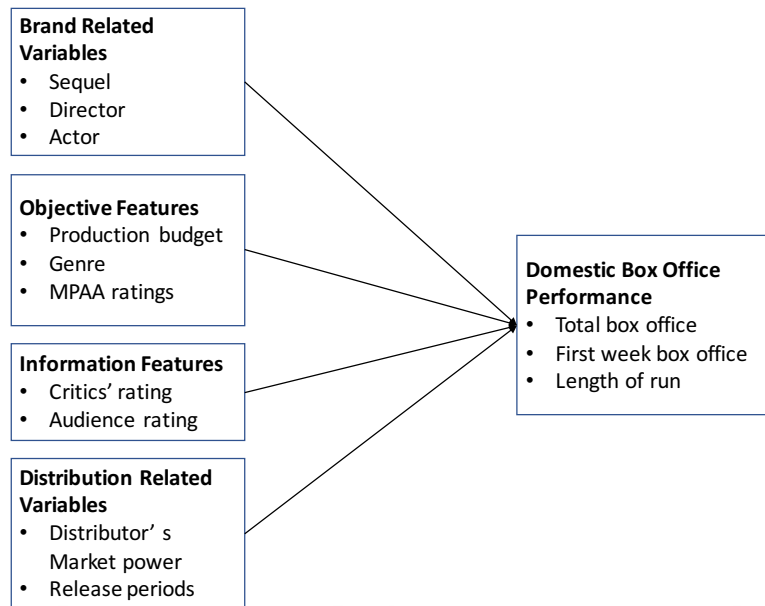 Brand Related
Variables
• Sequel
• Director
• Actor
Objective Features
• Production budget
• Genre
• MPAA ratings
Information Features
• Critics' rating
• Audience rating
Distribution Related
Variables
• Distributor' s
Market power
• Release periods
Domestic Box Office
Performance
• Total box office
• First week box office
• Length of run